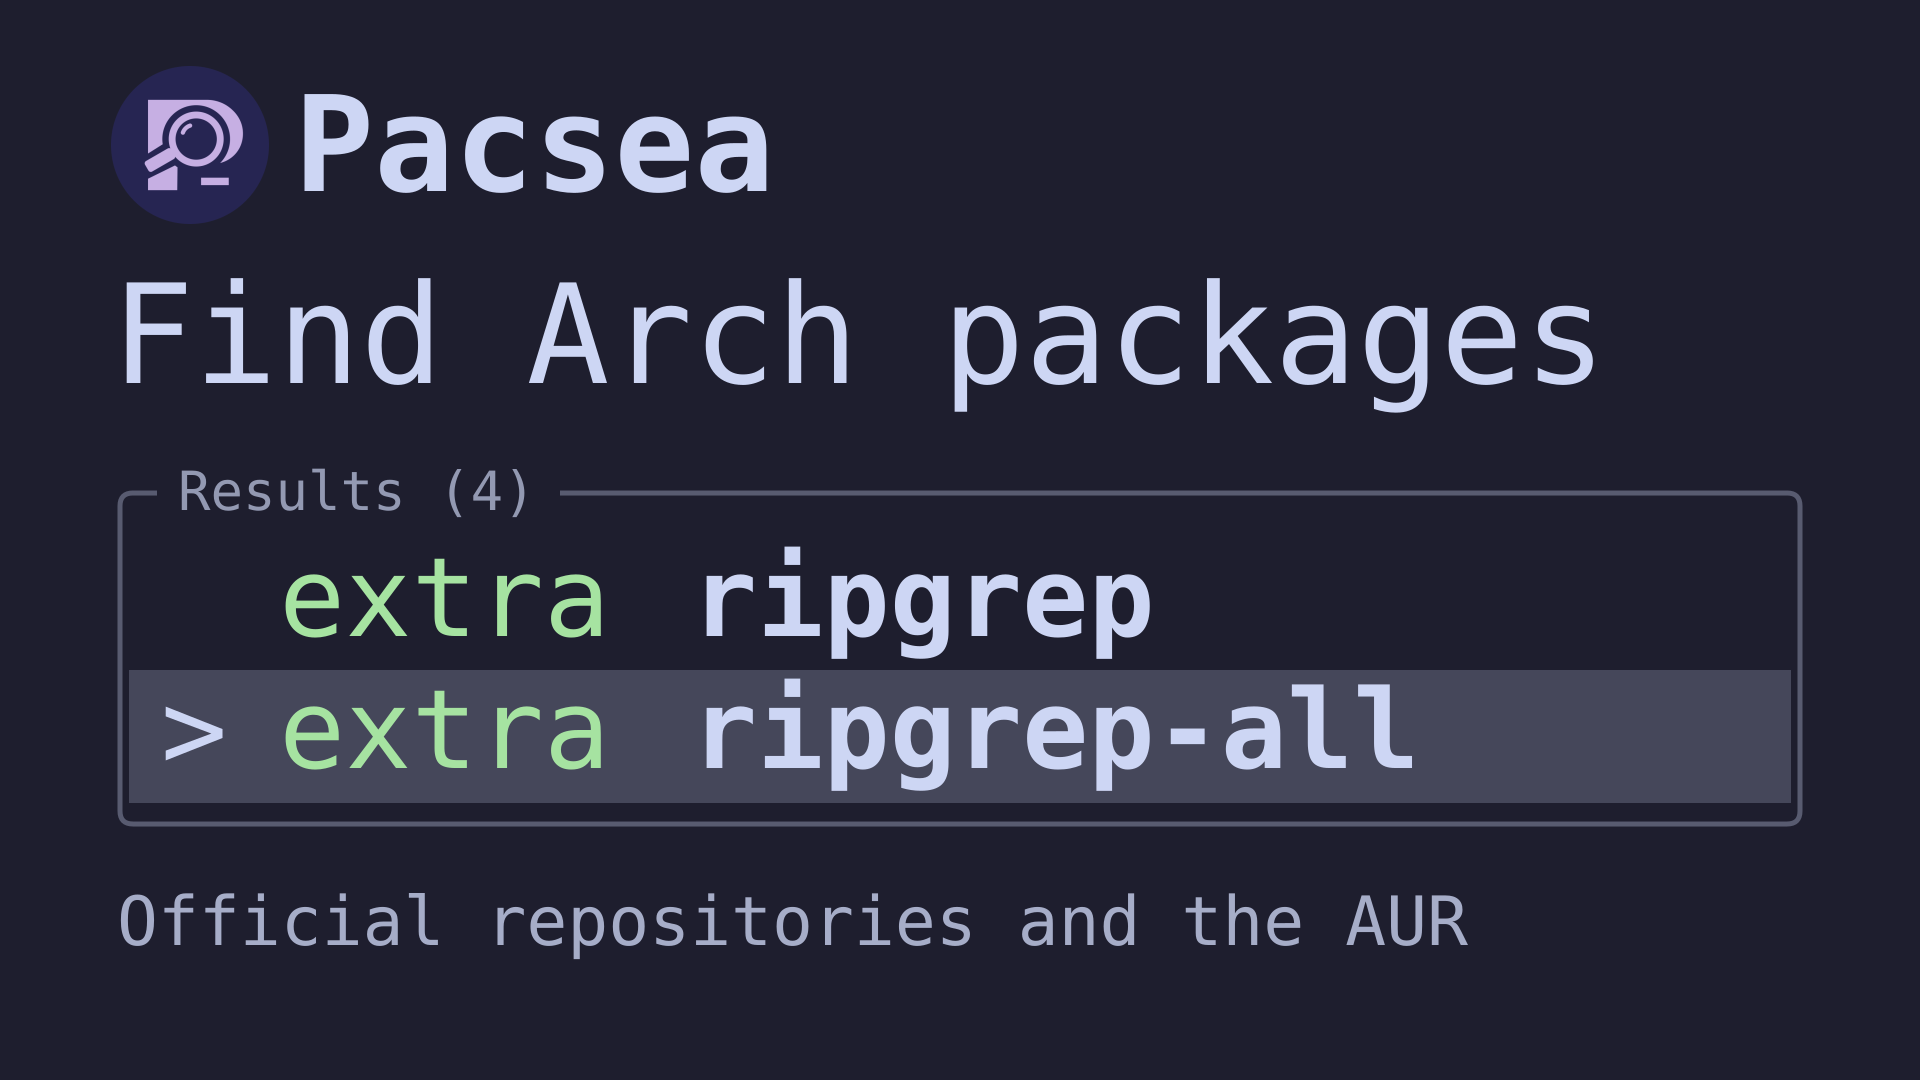 Pacsea
Find Arch packages
Results (4)
extra ripgrep
> extra ripgrep-all
Official repositories and the AUR